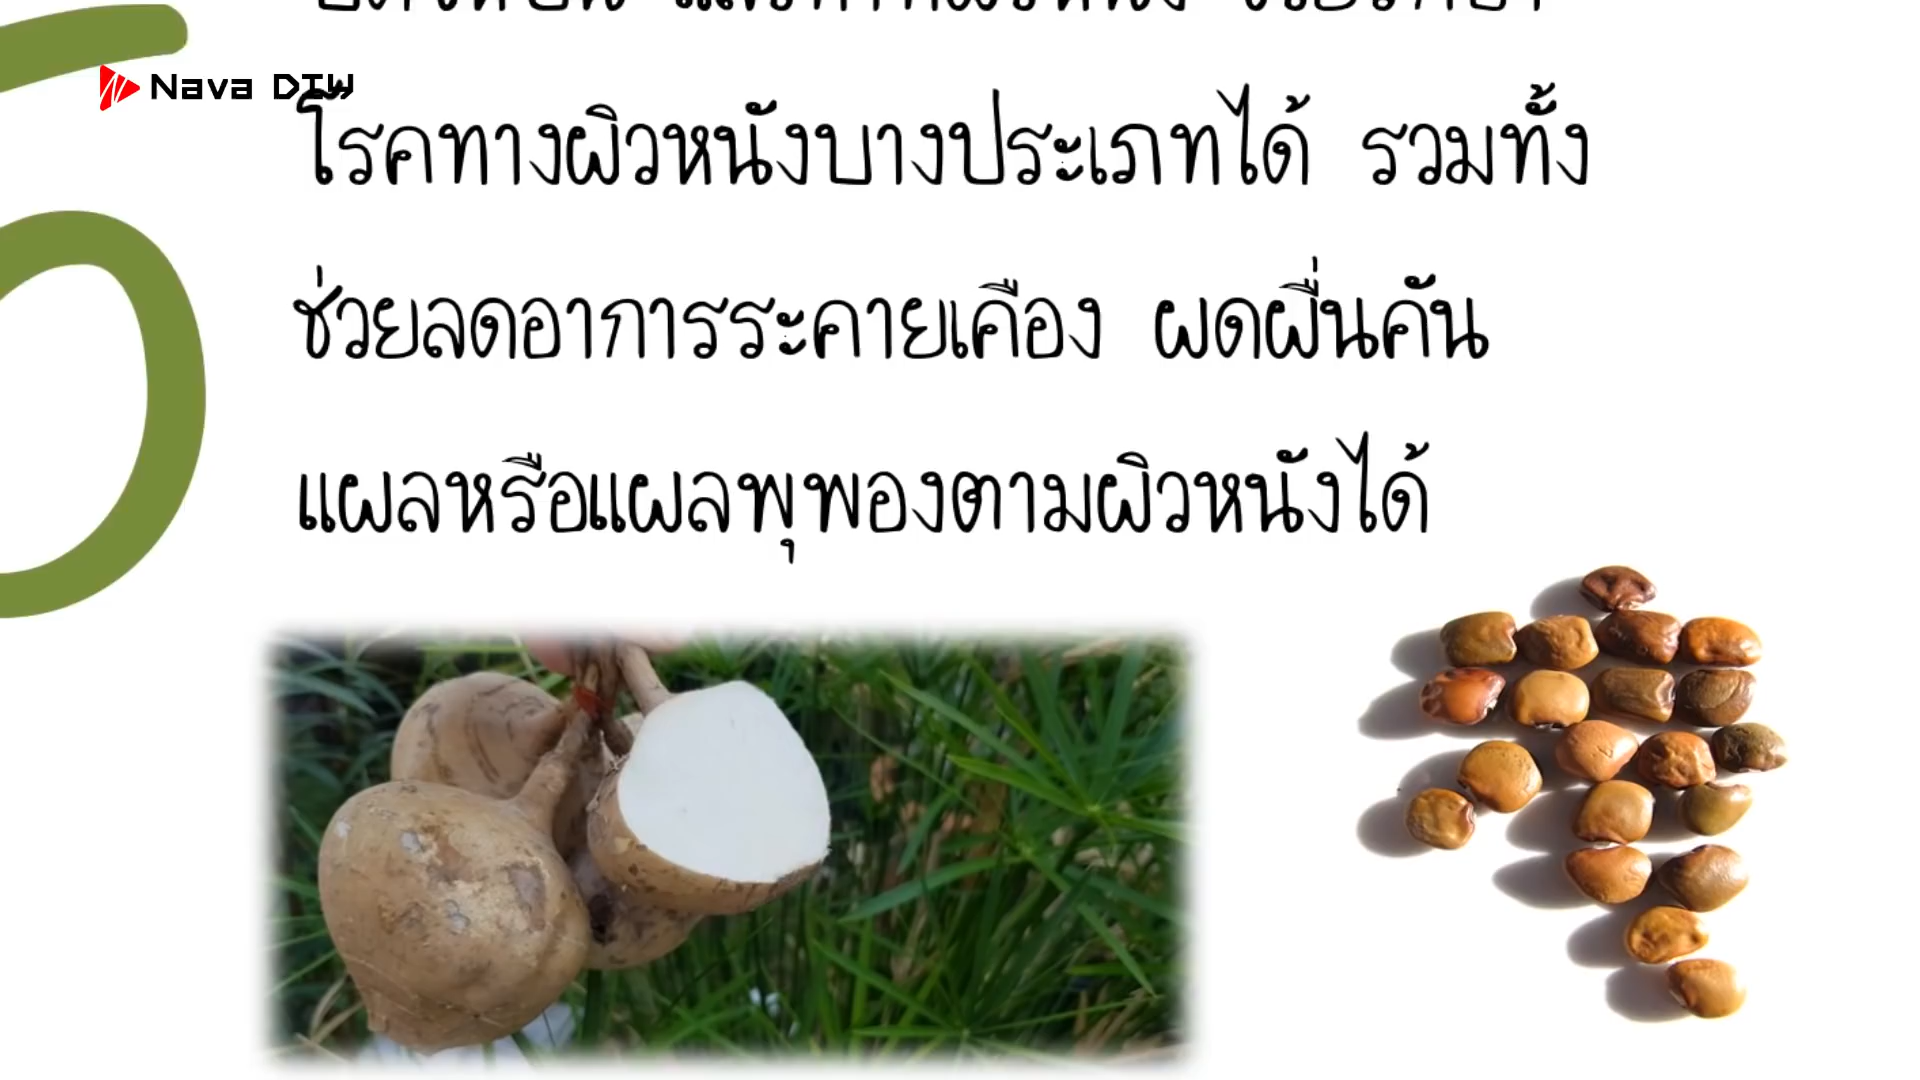 Nava DIW
โรคทางผิวหนังบางประเภทได้ รวมทั้ง
ช่วยลดอาการระคายเคือง ผดผื่นคัน
แผลหรือแผลพุพองตามผิวหนังได้